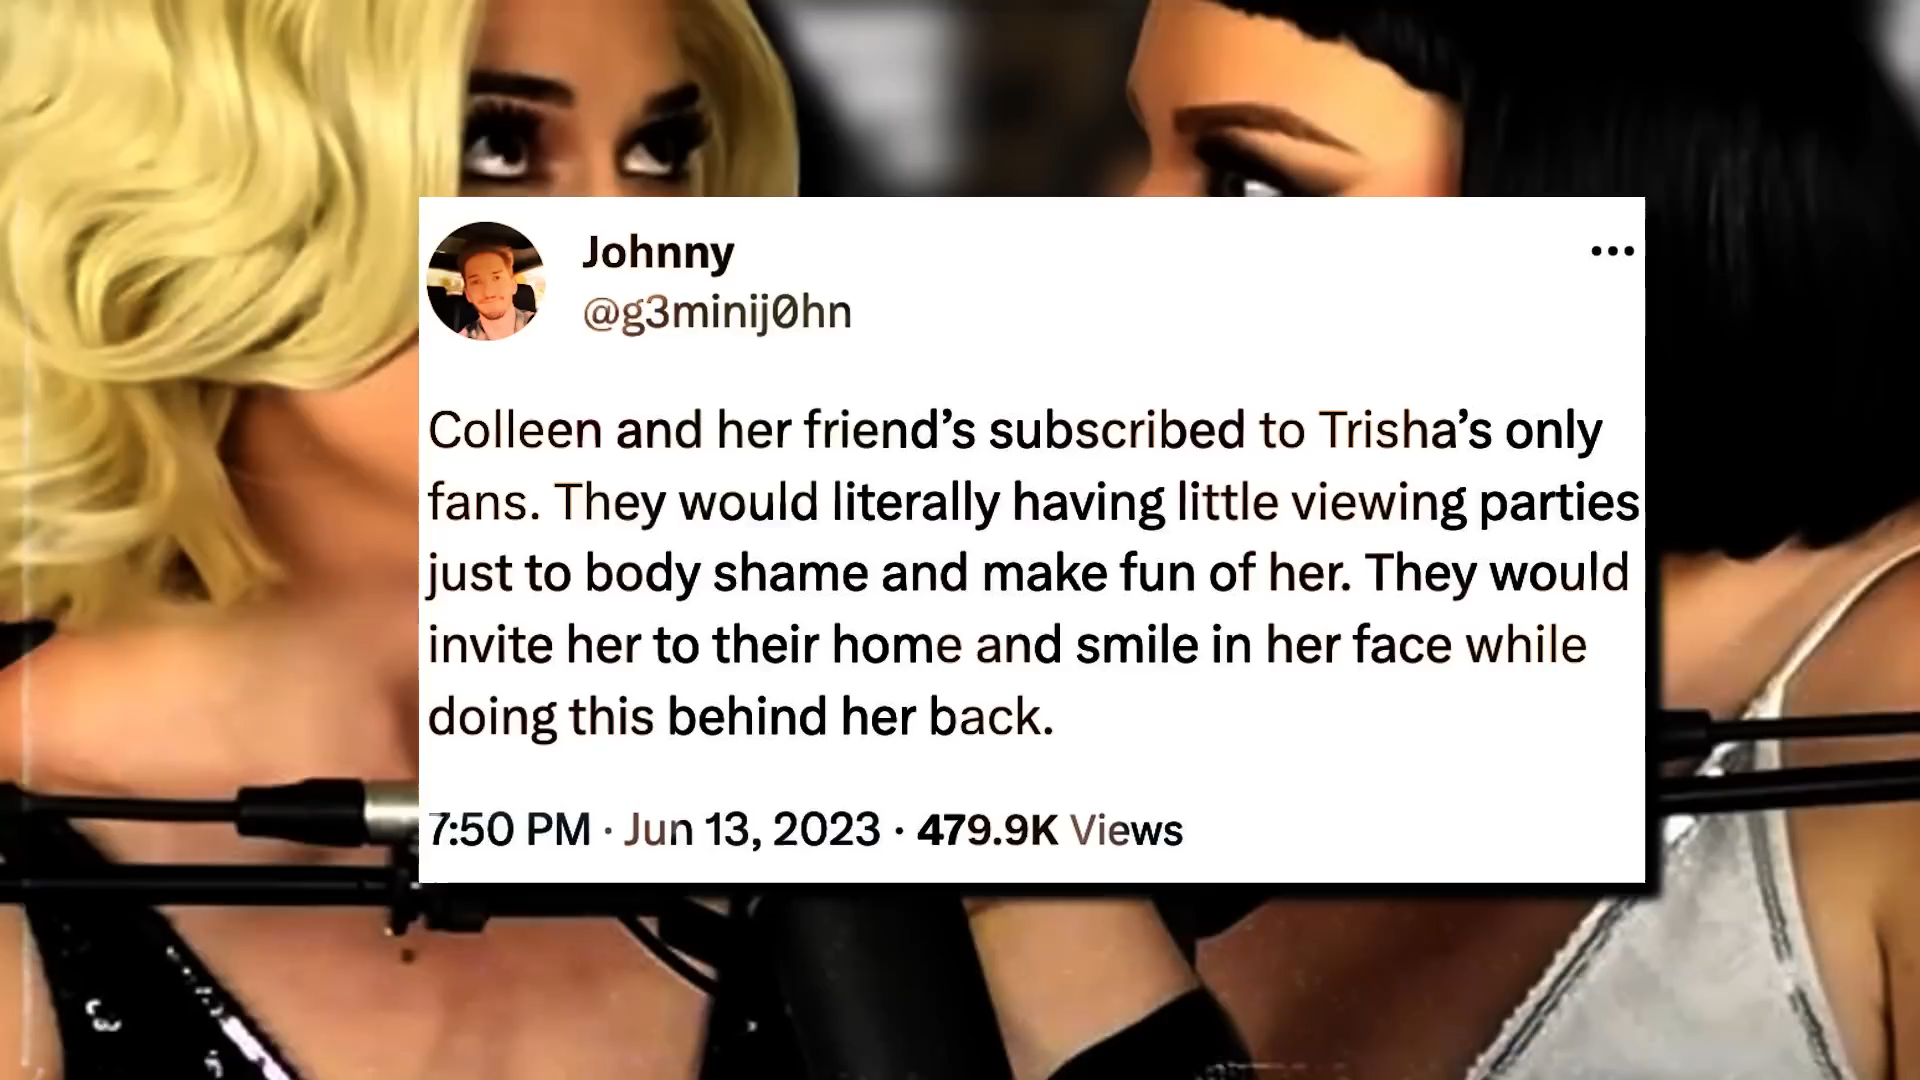 Johnny
@g3minij0hn
Colleen and her friend’s subscribed to Trisha’s only
fans. They would literally having little viewing parties
just to body shame and make fun of her. They would
invite her to their home and smile in her face while
doing this behind her back.
7:50 PM · Jun 13, 2023 · 479.9K Views